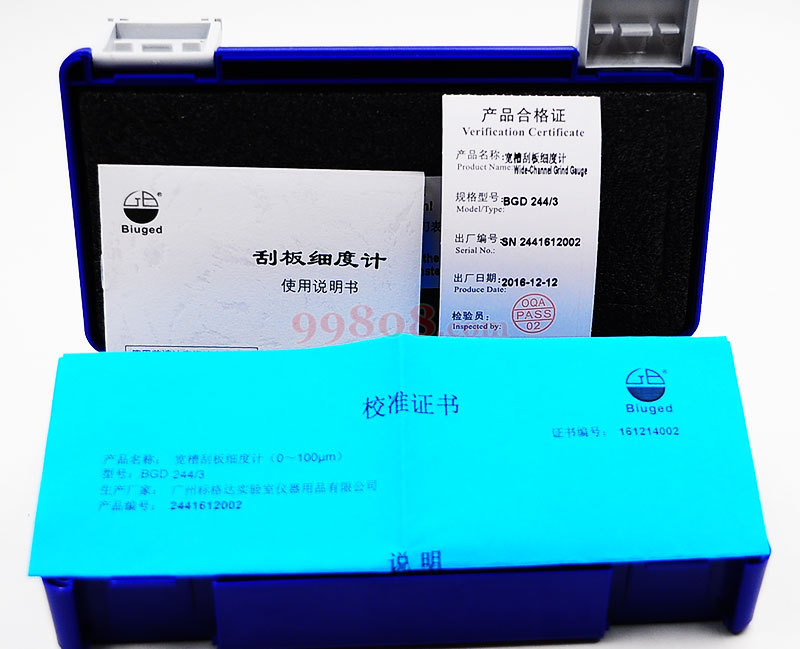 产品合格证
Verification Certificate
产品名称:宽槽刮板细度计
Product Name: Wide-Channel Grind Gauge
规格型号:BGD 244/3
Model/Type:
出厂编号:SN 2441612002
Serial No.:
出厂日期:2016-12-12
Produce Date:
检验员:
Inspected by:
OQA
PASS
02
GB®
Biuged
刮板细度计
使用说明书
99808.com
校准证书
GB®
Biuged
证书编号: 161214002
产品名称: 宽槽刮板细度计(0~100μm)
型号: BGD 244/3
生产厂家: 广州标格达实验室仪器用品有限公司
产品编号: 2441612002
说明